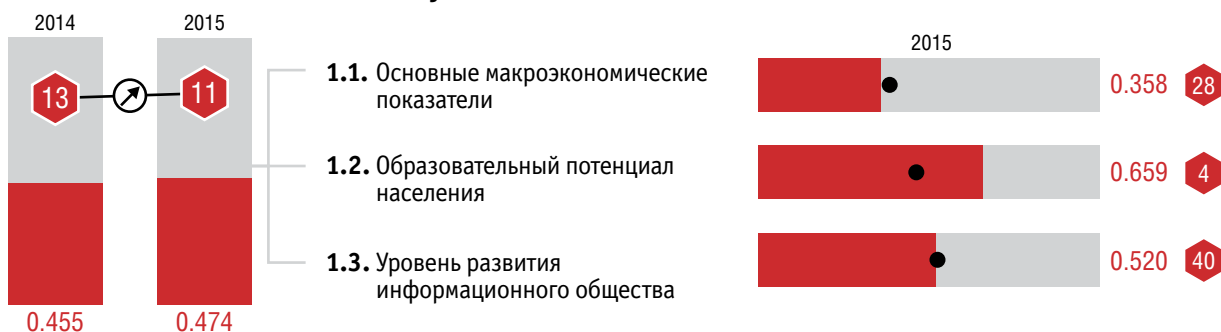 2014 2015
13 11
0.455 0.474
1.1. Основные макроэкономические
показатели
1.2. Образовательный потенциал
населения
1.3. Уровень развития
информационного общества
2015
0.358 28
0.659 4
0.520 40